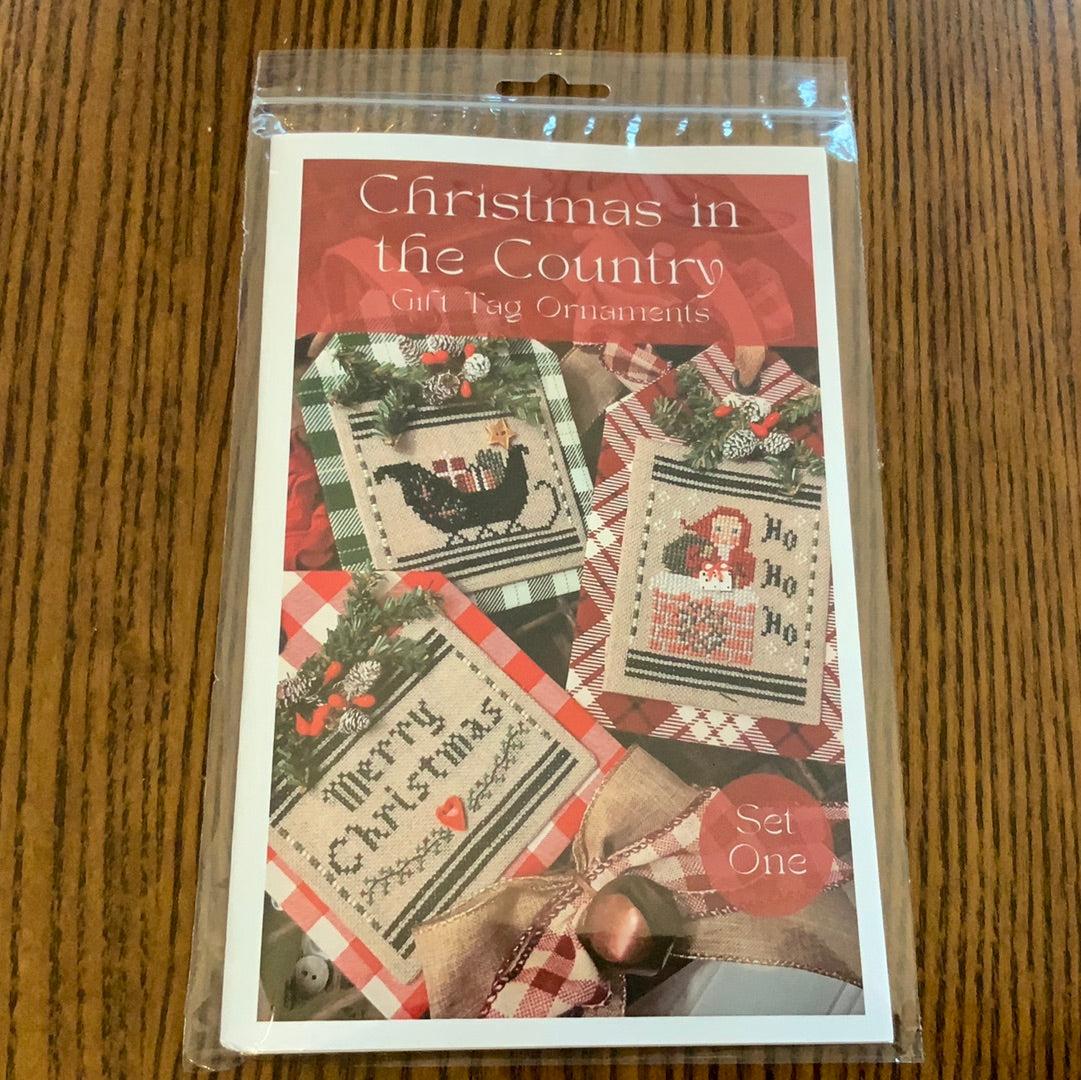 Christmas in
the Country
Gift Tag Ornaments
Ho
Ho
Ho
Merry
Christmas
Set
One